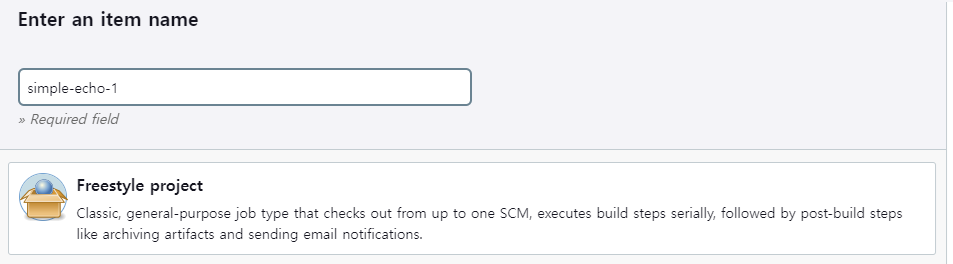 Enter an item name
simple-echo-1
» Required field
Freestyle project
Classic, general-purpose job type that checks out from up to one SCM, executes build steps serially, followed by post-build steps
like archiving artifacts and sending email notifications.